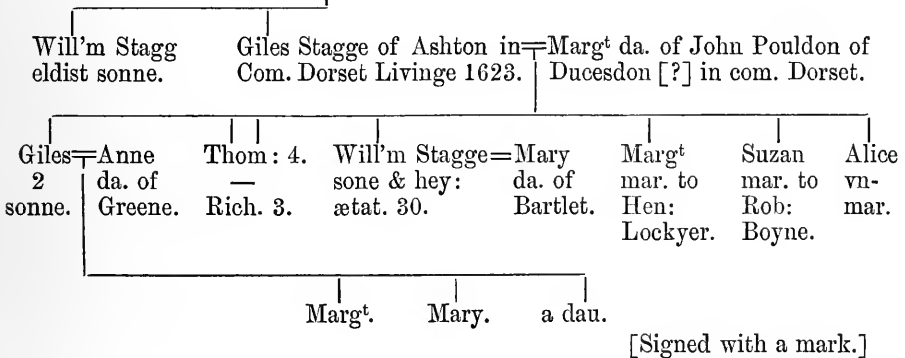 Will'm Stagg
eldist sonne.
Giles Stagge of Ashton in=Margᵗ da. of John Pouldon of
Com. Dorset Livinge 1623. Ducesdon [?] in com. Dorset.
Giles=Anne
2 da. of
sonne. Greene.
Thom: 4.
—
Rich. 3.
Will'm Stagge=Mary
sone & hey: da. of
ætat. 30. Bartlet.
Margᵗ
mar. to
Hen:
Lockyer.
Suzan
mar. to
Rob:
Boyne.
Alice
vn-
mar.
Margᵗ. Mary. a dau.
[Signed with a mark.]